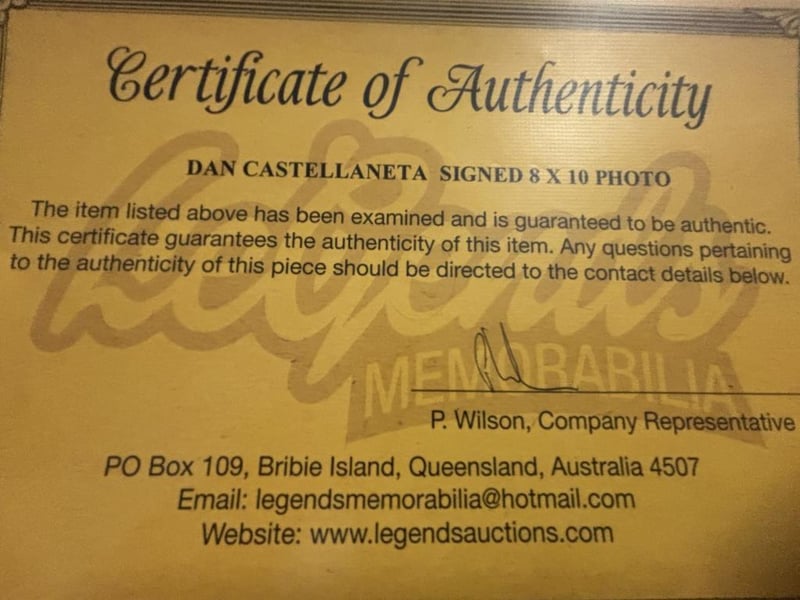 Certificate of Authenticity
DAN CASTELLANETA SIGNED 8 X 10 PHOTO
The item listed above has been examined and is guaranteed to be authentic.
This certificate guarantees the authenticity of this item. Any questions pertaining
to the authenticity of this piece should be directed to the contact details below.
Legends
MEMORABILIA
P. Wilson, Company Representative
PO Box 109, Bribie Island, Queensland, Australia 4507
Email: legendsmemorabilia@hotmail.com
Website: www.legendsauctions.com